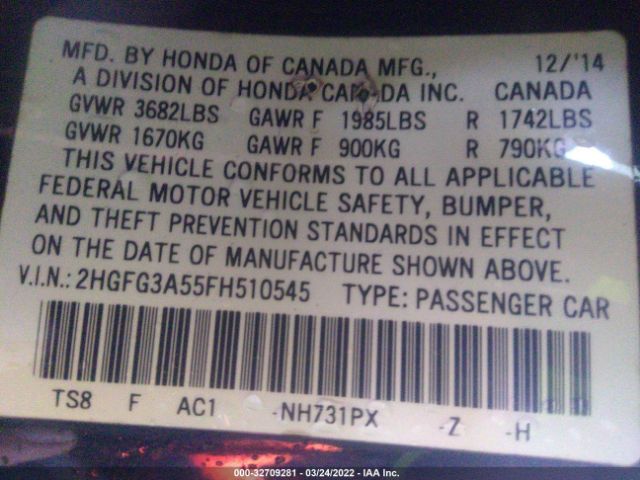 MFD. BY HONDA OF CANADA MFG., 12/'14
A DIVISION OF HONDA CANADA INC. CANADA
GVWR 3682LBS GAWR F 1985LBS R 1742LBS
GVWR 1670KG GAWR F 900KG R 790KG
THIS VEHICLE CONFORMS TO ALL APPLICABLE
FEDERAL MOTOR VEHICLE SAFETY, BUMPER,
AND THEFT PREVENTION STANDARDS IN EFFECT
ON THE DATE OF MANUFACTURE SHOWN ABOVE.
V.I.N.: 2HGFG3A55FH510545 TYPE: PASSENGER CAR
TS8 F AC1 -NH731PX -Z -H
000-32709281 - 03/24/2022 - IAA Inc.